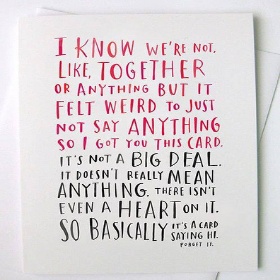 I KNOW WE'RE NOT,
LIKE, TOGETHER
OR ANYTHING BUT IT
FELT WEIRD TO JUST
NOT SAY ANYTHING
SO I GOT YOU THIS CARD.
IT'S NOT A BIG DEAL.
IT DOESN'T REALLY MEAN
ANYTHING. THERE ISN'T
EVEN A HEART ON IT.
SO BASICALLY IT'S A CARD
SAYING HI.
FORGET IT.